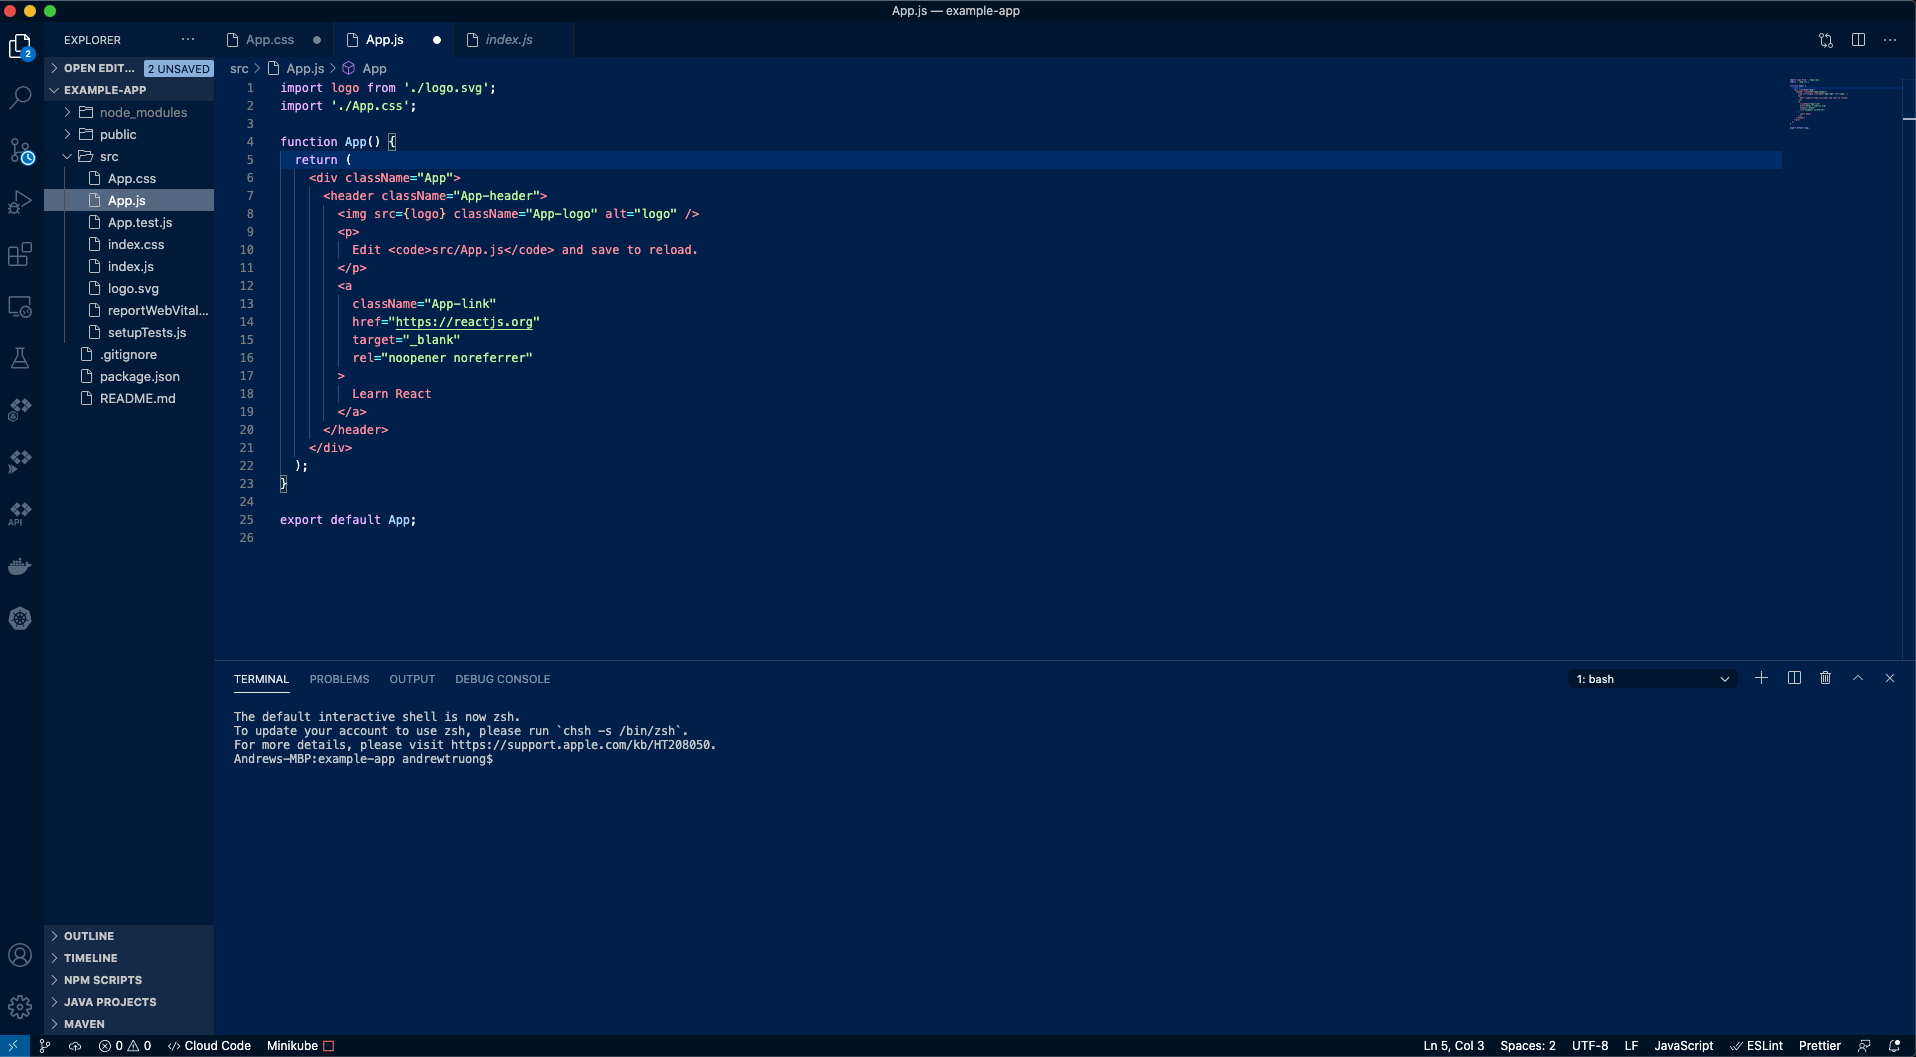 App.js — example-app
EXPLORER
App.css
App.js
index.js
2
OPEN EDIT...
2 UNSAVED
src
App.js
App
EXAMPLE-APP
node_modules
public
src
App.css
App.js
App.test.js
index.css
index.js
logo.svg
reportWebVital...
setupTests.js
.gitignore
package.json
README.md
1 import logo from './logo.svg';
2 import './App.css';
3
4 function App() {
5 return (
6 <div className="App">
7 <header className="App-header">
8 <img src={logo} className="App-logo" alt="logo" />
9 <p>
10 Edit <code>src/App.js</code> and save to reload.
11 </p>
12 <a
13 className="App-link"
14 href="https://reactjs.org"
15 target="_blank"
16 rel="noopener noreferrer"
17 >
18 Learn React
19 </a>
20 </header>
21 </div>
22 );
23 }
24
25 export default App;
26
API
TERMINAL
PROBLEMS
OUTPUT
DEBUG CONSOLE
1: bash
The default interactive shell is now zsh.
To update your account to use zsh, please run `chsh -s /bin/zsh`.
For more details, please visit https://support.apple.com/kb/HT208050.
Andrews-MBP:example-app andrewtruong$
OUTLINE
TIMELINE
NPM SCRIPTS
JAVA PROJECTS
MAVEN
0 0 Cloud Code Minikube
Ln 5, Col 3 Spaces: 2 UTF-8 LF JavaScript ESLint Prettier